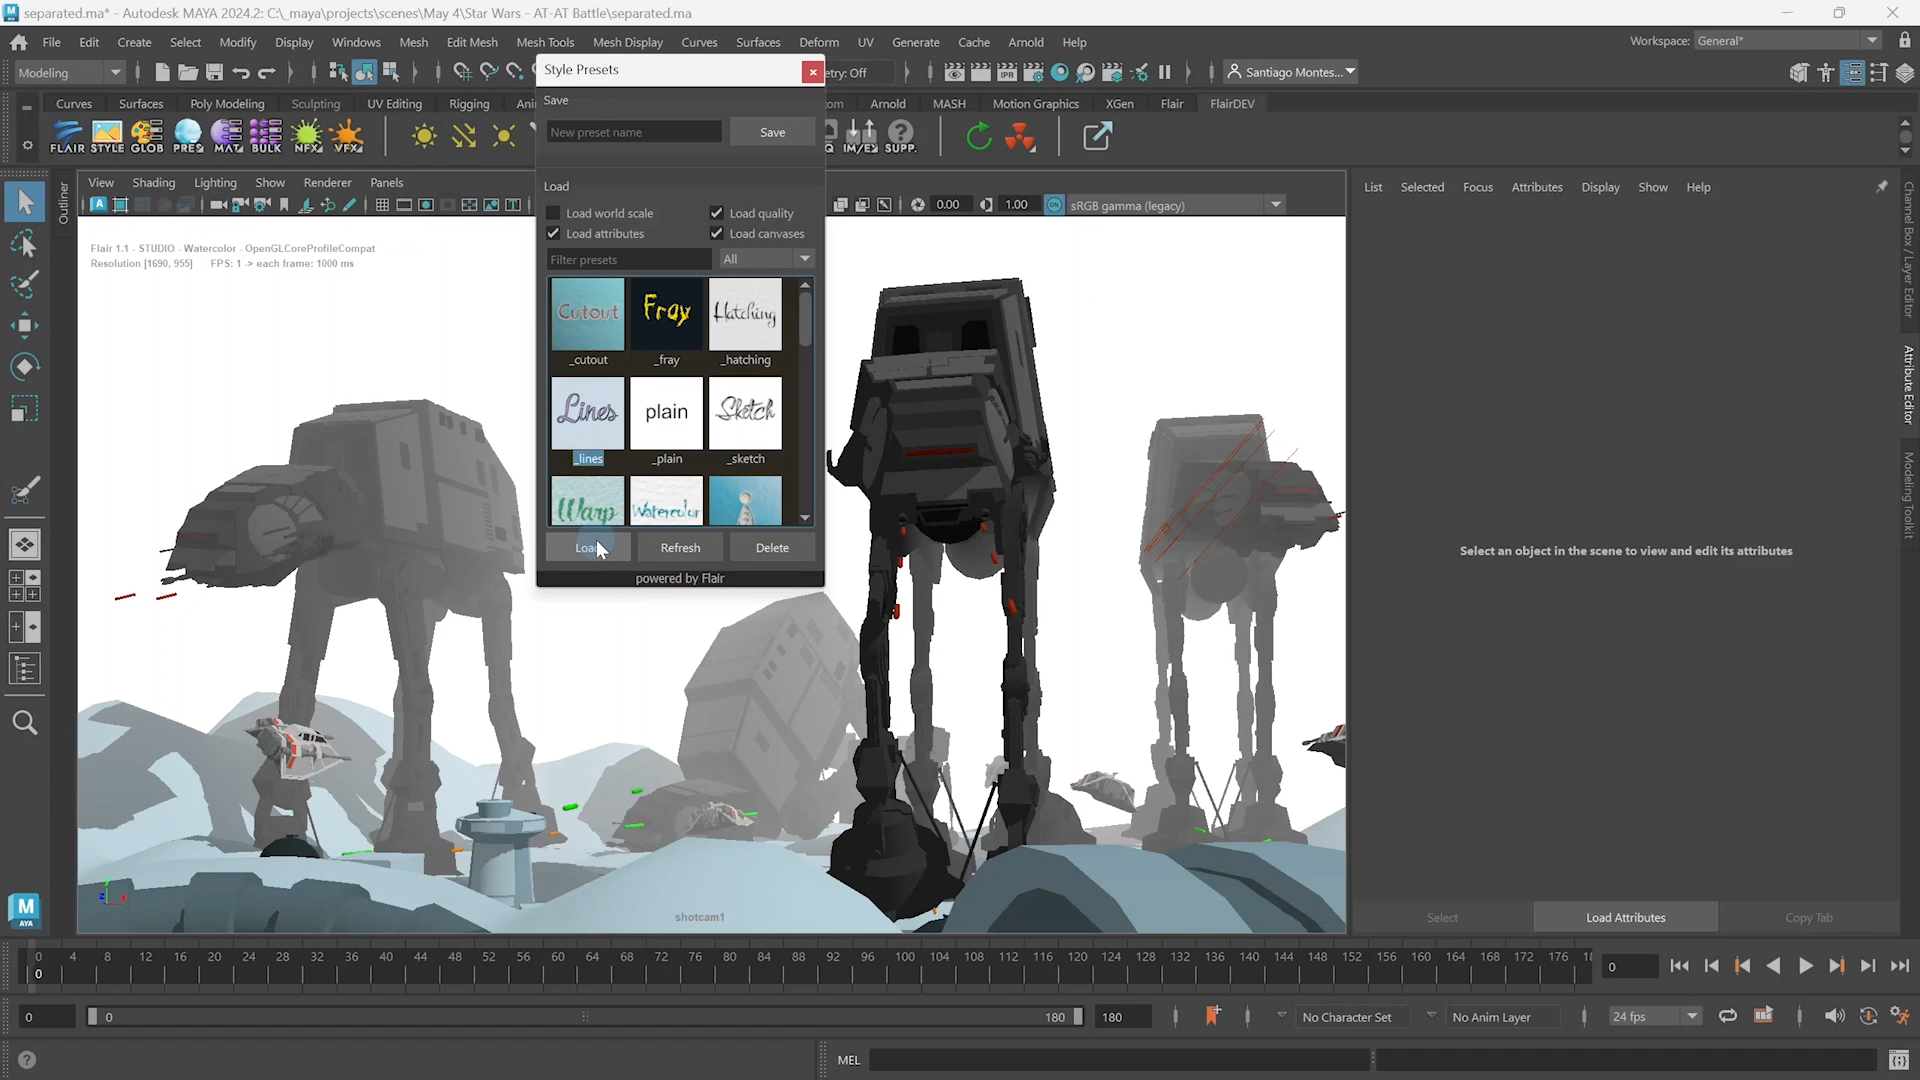 separated.ma* - Autodesk MAYA 2024.2: C:\_maya\projects\scenes\May 4\Star Wars - AT-AT Battle\separated.ma
File Edit Create Select Modify Display Windows Mesh Edit Mesh Mesh Tools Mesh Display Curves Surfaces Deform UV Generate Cache Arnold Help
Workspace: General*
Modeling
etry: Off
Santiago Montes...
Style Presets
Curves Surfaces Poly Modeling Sculpting UV Editing Rigging
Arnold MASH Motion Graphics XGen Flair FlairDEV
FLAIR STYLE GLOB PRES MAT BULK NFX VFX
IM/EX SUPP.
Save
New preset name
Save
Load
Load world scale
Load quality
Load attributes
Load canvases
Filter presets
All
Cutout Fray Hatching
_cutout _fray _hatching
Lines plain Sketch
_lines _plain _sketch
Warp Watercolor
Refresh Delete
powered by Flair
View Shading Lighting Show Renderer Panels
0.00 1.00 ON sRGB gamma (legacy)
Flair 1.1 - STUDIO - Watercolor - OpenGLCoreProfileCompat
Resolution [1690, 955] FPS: 1 -> each frame: 1000 ms
Outliner
shotcam1
List Selected Focus Attributes Display Show Help
Select an object in the scene to view and edit its attributes
Select Load Attributes Copy Tab
Channel Box / Layer Editor
Attribute Editor
Modeling Toolkit
M
AYA
0 4 8 12 16 20 24 28 32 36 40 44 48 52 56 60 64 68 72 76 80 84 88 92 96 100 104 108 112 116 120 124 128 132 136 140 144 148 152 156 160 164 168 172 176
0
0
0 0 180 180 No Character Set No Anim Layer 24 fps
MEL